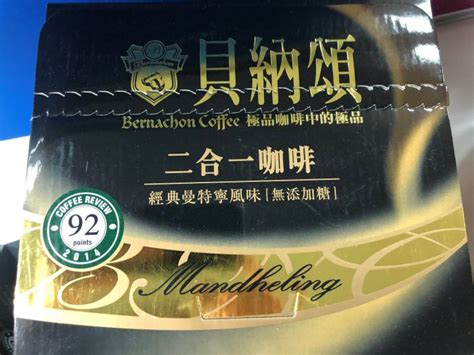 貝納頌
Bernachon Coffee 極品咖啡中的極品
二合一咖啡
經典曼特寧風味[無添加糖]
COFFEE REVIEW
92
points
2014
Mandheling